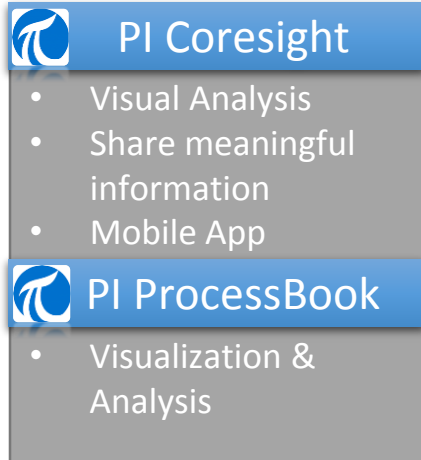 PI Coresight
• Visual Analysis
• Share meaningful
information
• Mobile App
PI ProcessBook
• Visualization &
Analysis